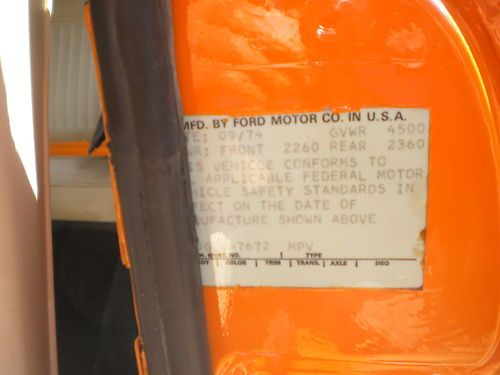 MFD. BY FORD MOTOR CO. IN U.S.A.
09/74 GVWR 4500
FRONT 2260 REAR 2360
VEHICLE CONFORMS TO
APPLICABLE FEDERAL MOTOR
SAFETY STANDARDS IN
ON THE DATE OF
SHOWN ABOVE
MPV
NO. TYPE
COLOR TRIM TRANS. AXLE DSO